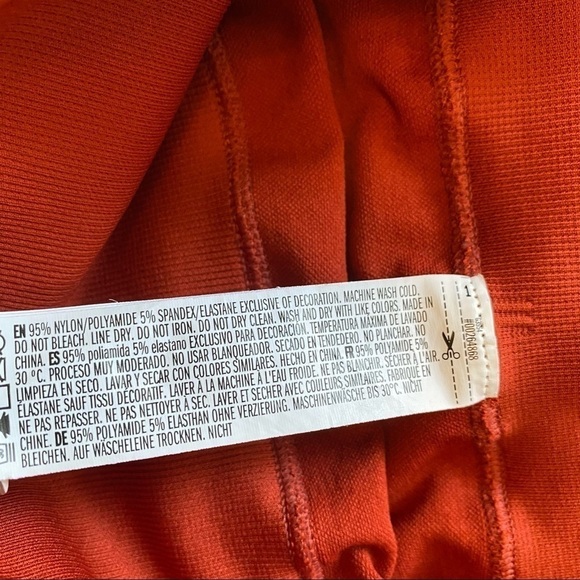 EN 95% NYLON/POLYAMIDE 5% SPANDEX/ELASTANE EXCLUSIVE OF DECORATION. MACHINE WASH COLD.
DO NOT BLEACH. LINE DRY. DO NOT IRON. DO NOT DRY CLEAN. WASH AND DRY WITH LIKE COLORS. MADE IN
CHINA. ES 95% poliamida 5% elastano EXCLUSIVO PARA DECORACIÓN. TEMPERATURA MAXIMA DE LAVADO
30 °C. PROCESO MUY MODERADO. NO USAR BLANQUEADOR. SECADO EN TENDEDERO. NO PLANCHAR. NO
LIMPIEZA EN SECO. LAVAR Y SECAR CON COLORES SIMILARES. HECHO EN CHINA. FR 95% POLYAMIDE 5%
ÉLASTANE SAUF TISSU DÉCORATIF. LAVER À LA MACHINE À L'EAU FROIDE. NE PAS BLANCHIR. ÉTENDRE.
NE PAS REPASSER. NE PAS NETTOYER À SEC. LAVER ET SÉCHER AVEC COULEURS SIMILAIRES. FABRIQUÉ EN
CHINE. DE 95% POLYAMIDE 5% ELASTHAN OHNE VERZIERUNG. MASCHINENWÄSCHE BIS 30°C. NICHT
BLEICHEN. AUF WÄSCHELEINE TROCKNEN. NICHT
1